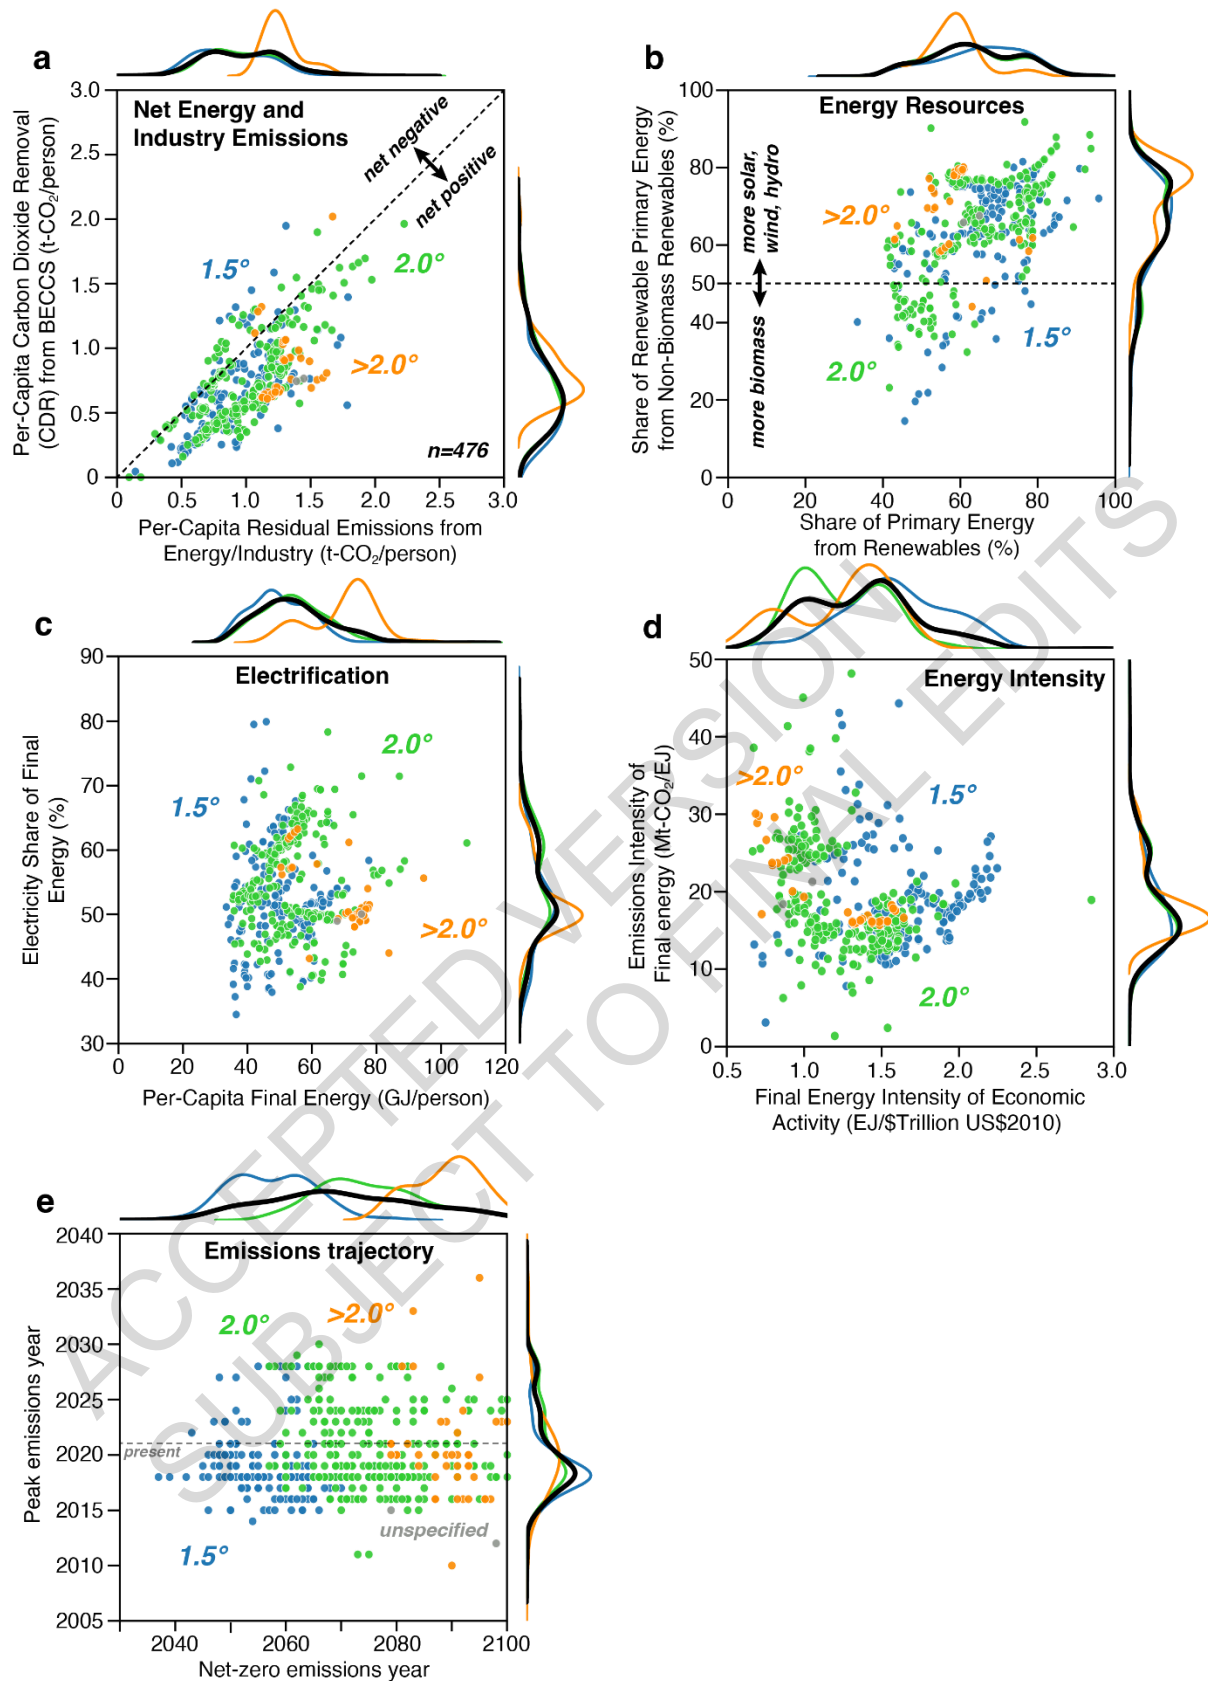 a
Net Energy and
Industry Emissions
net negative
net positive
1.5°
2.0°
>2.0°
n=476
3.0
2.5
2.0
1.5
1.0
0.5
0
0 0.5 1.0 1.5 2.0 2.5 3.0
Per-Capita Carbon Dioxide Removal
(CDR) from BECCS (t-CO₂/person)
Per-Capita Residual Emissions from
Energy/Industry (t-CO₂/person)
b
Energy Resources
more solar,
wind, hydro
more biomass
>2.0°
1.5°
2.0°
100
80
60
50
40
20
0
0 20 40 60 80 100
Share of Renewable Primary Energy
from Non-Biomass Renewables (%)
Share of Primary Energy
from Renewables (%)
c
Electrification
2.0°
1.5°
>2.0°
90
80
70
60
50
40
30
0 20 40 60 80 100 120
Electricity Share of Final
Energy (%)
Per-Capita Final Energy (GJ/person)
d
Energy Intensity
>2.0°
1.5°
2.0°
50
40
30
20
10
0
0.5 1.0 1.5 2.0 2.5 3.0
Emissions Intensity of
Final energy (Mt-CO₂/EJ)
Final Energy Intensity of Economic
Activity (EJ/$Trillion US$2010)
e
Emissions trajectory
2.0°
>2.0°
present
unspecified
1.5°
2040
2035
2030
2025
2020
2015
2010
2005
2040 2060 2080 2100
Peak emissions year
Net-zero emissions year
ACCEPTED VERSION
SUBJECT TO FINAL EDITS